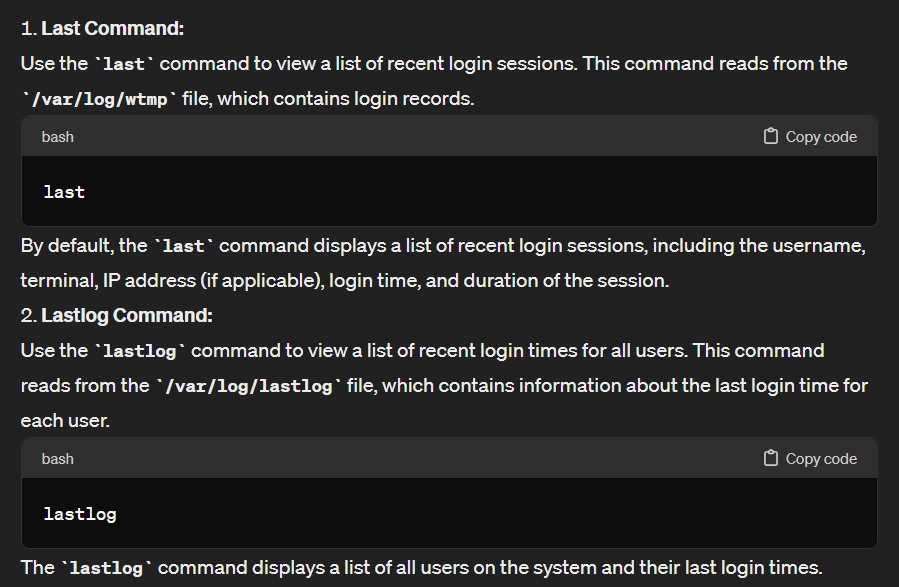 1. Last Command:
Use the `last` command to view a list of recent login sessions. This command reads from the
`/var/log/wtmp` file, which contains login records.
bash
Copy code
last
By default, the `last` command displays a list of recent login sessions, including the username,
terminal, IP address (if applicable), login time, and duration of the session.
2. Lastlog Command:
Use the `lastlog` command to view a list of recent login times for all users. This command
reads from the `/var/log/lastlog` file, which contains information about the last login time for
each user.
bash
Copy code
lastlog
The `lastlog` command displays a list of all users on the system and their last login times.